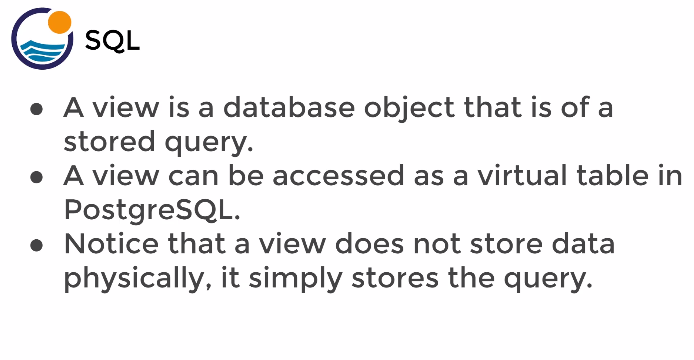 SQL
● A view is a database object that is of a
stored query.
● A view can be accessed as a virtual table in
PostgreSQL.
● Notice that a view does not store data
physically, it simply stores the query.